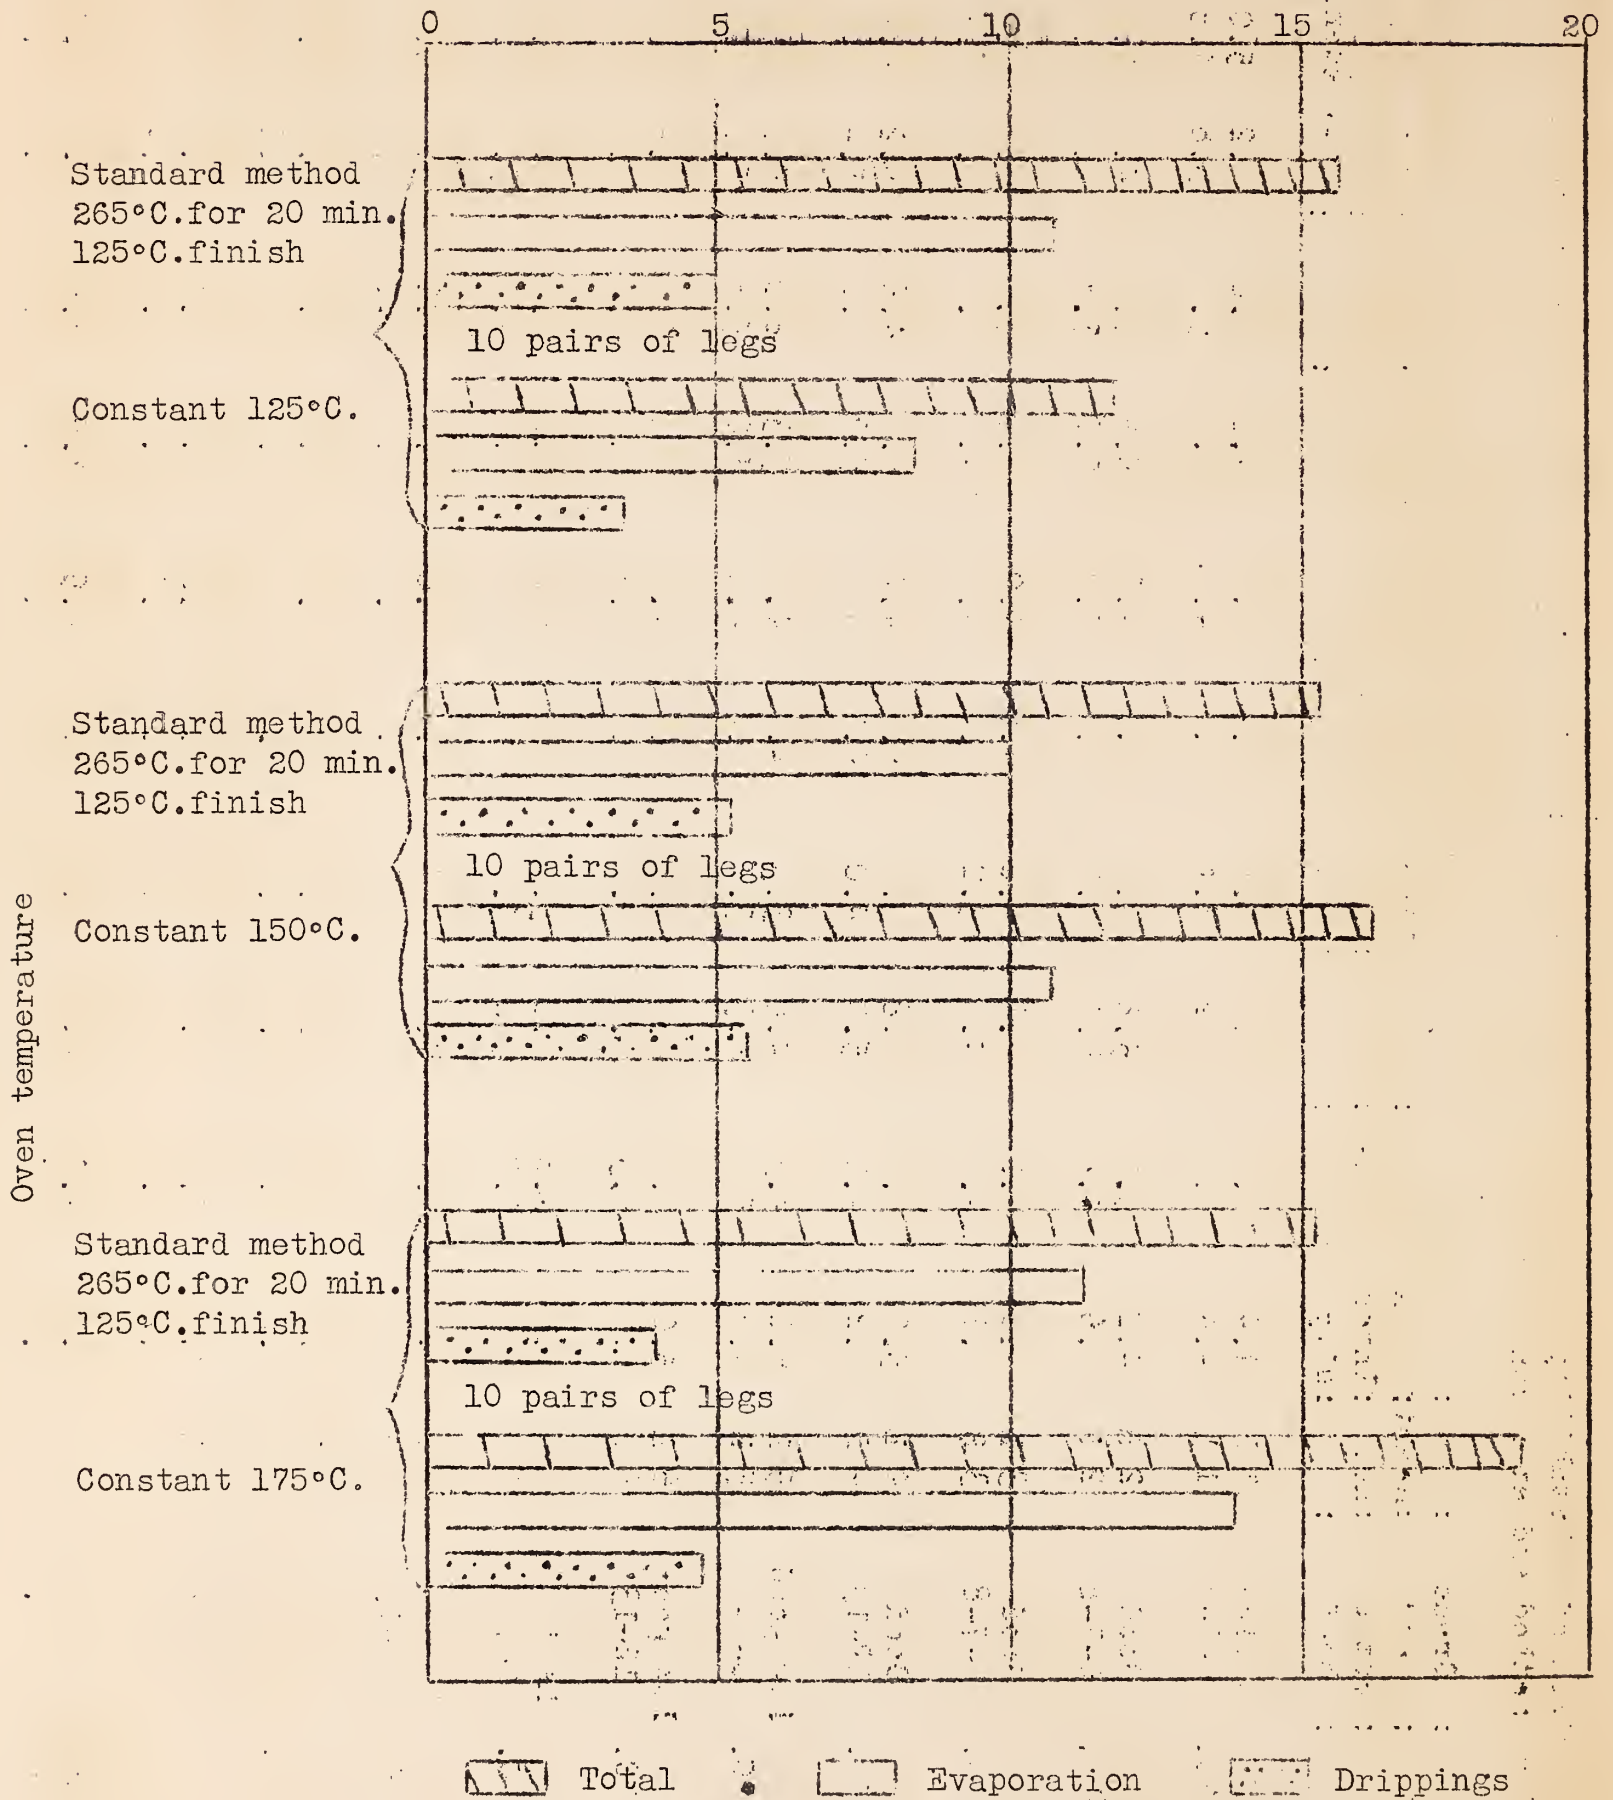 0 5 10 15 20
Standard method
265°C.for 20 min.
125°C.finish
10 pairs of legs
Constant 125°C.
Standard method
265°C.for 20 min.
125°C.finish
10 pairs of legs
Constant 150°C.
Oven temperature
Standard method
265°C.for 20 min.
125°C.finish
10 pairs of legs
Constant 175°C.
Total Evaporation Drippings